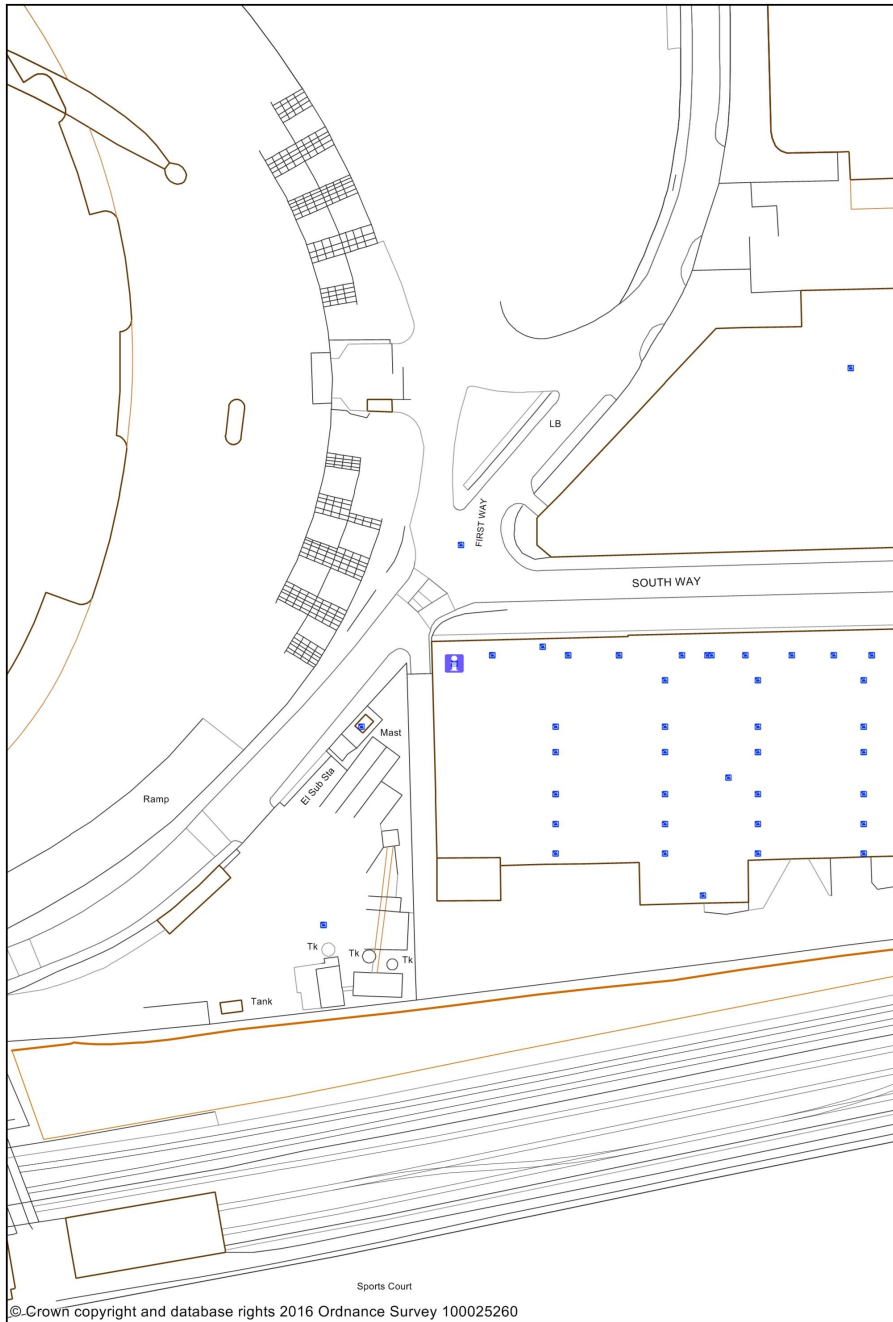 LB
FIRST WAY
SOUTH WAY
Mast
El Sub Sta
Ramp
Tk
Tk
Tk
Tank
Sports Court
© Crown copyright and database rights 2016 Ordnance Survey 100025260